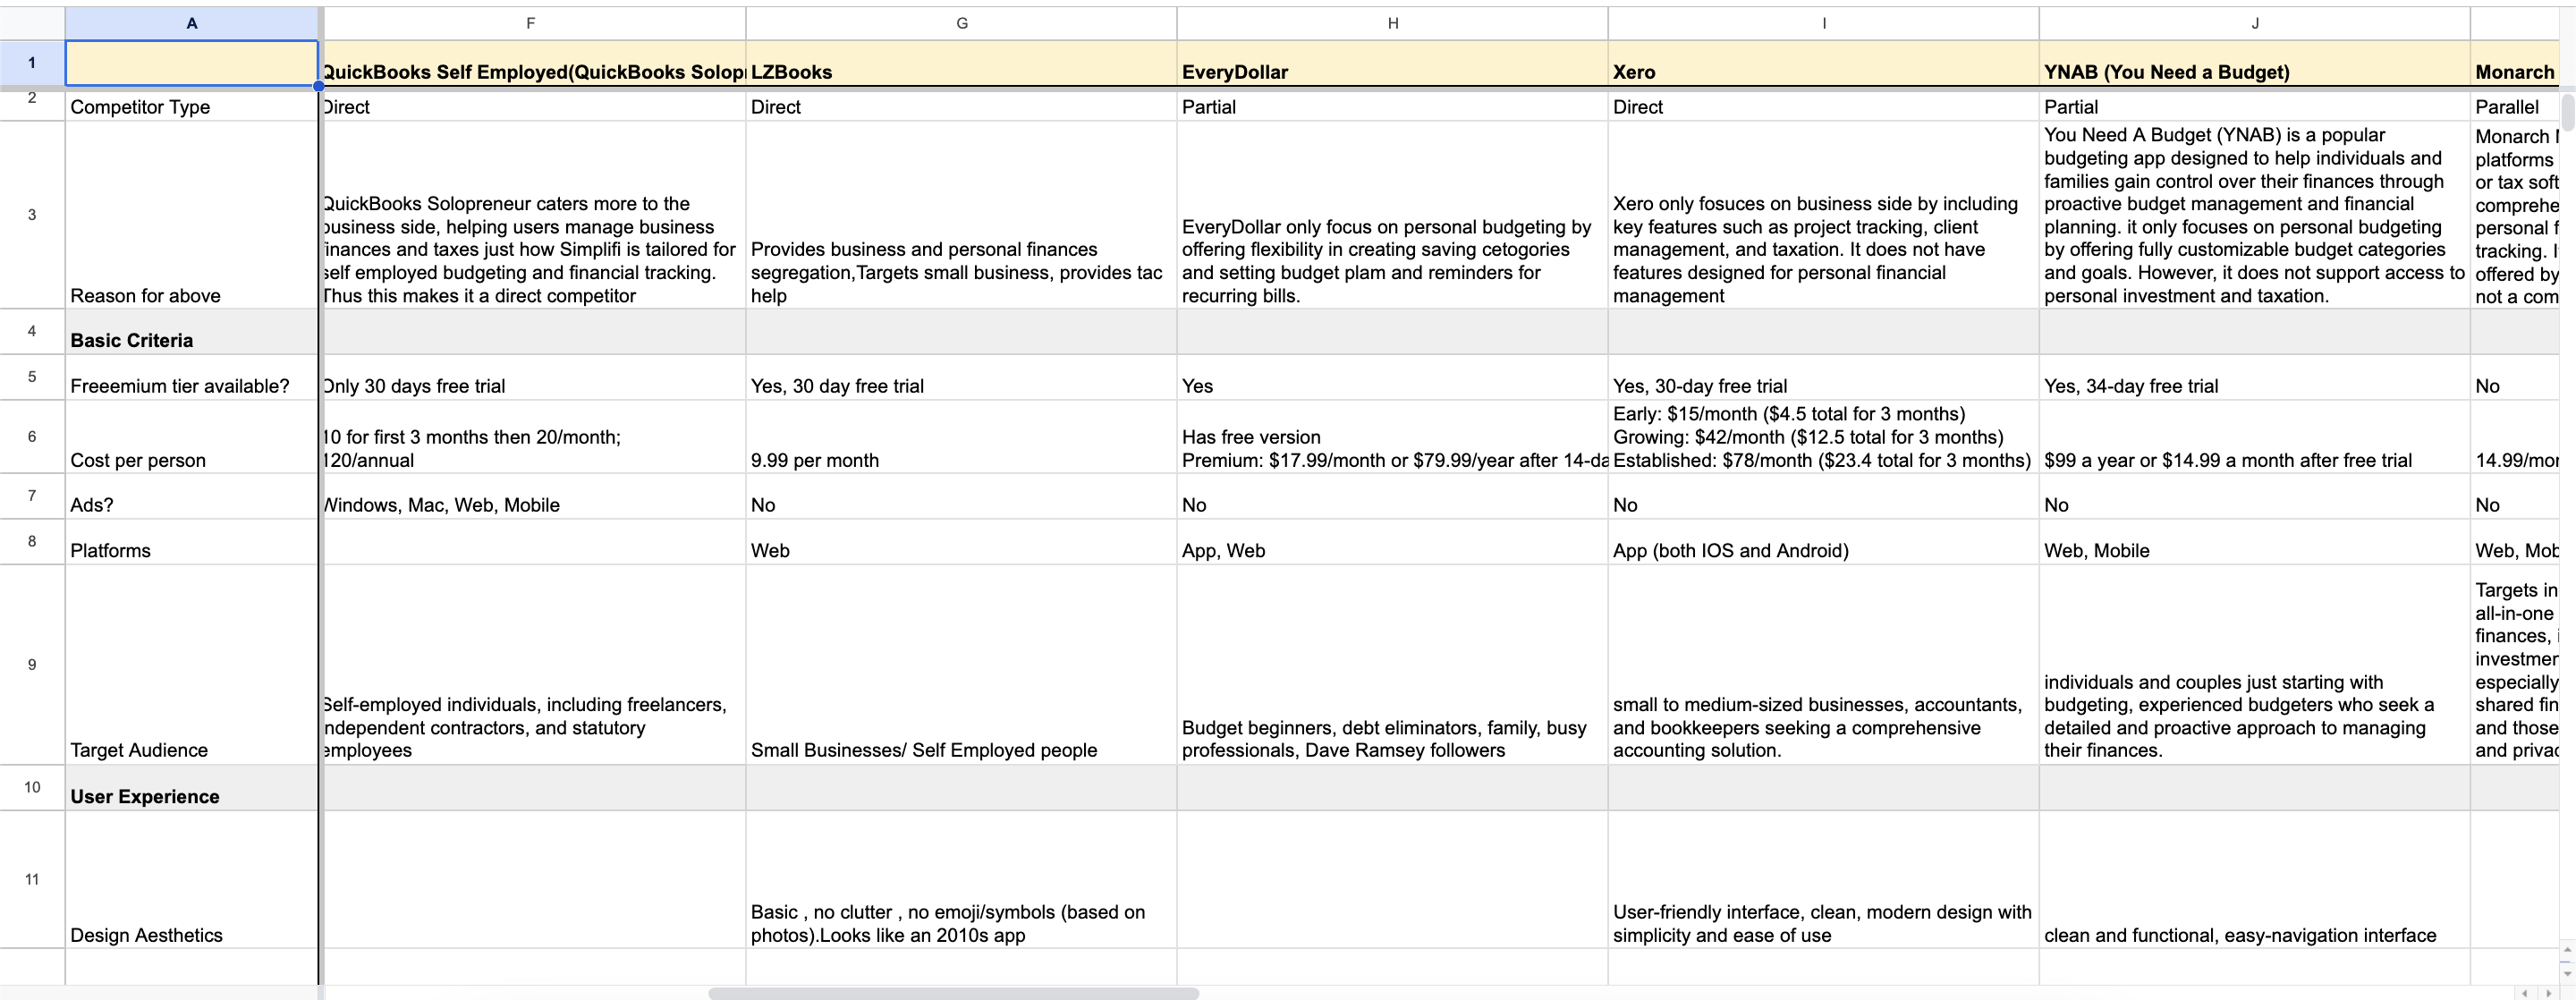 A F G H I J
1 QuickBooks Self Employed(QuickBooks Solopr LZBooks EveryDollar Xero YNAB (You Need a Budget) Monarch
2 Competitor Type Direct Direct Partial Direct Partial Parallel
3
Reason for above
QuickBooks Solopreneur caters more to the
business side, helping users manage business
finances and taxes just how Simplifi is tailored for
self employed budgeting and financial tracking.
Thus this makes it a direct competitor
Provides business and personal finances
segregation,Targets small business, provides tac
help
EveryDollar only focus on personal budgeting by
offering flexibility in creating saving cetogories
and setting budget plam and reminders for
recurring bills.
Xero only fosuces on business side by including
key features such as project tracking, client
management, and taxation. It does not have
features designed for personal financial
management
You Need A Budget (YNAB) is a popular
budgeting app designed to help individuals and
families gain control over their finances through
proactive budget management and financial
planning. it only focuses on personal budgeting
by offering fully customizable budget categories
and goals. However, it does not support access to
personal investment and taxation.
Monarch
platforms
or tax soft
comprehe
personal f
tracking. I
offered by
not a com
4 Basic Criteria
5 Freeemium tier available? Only 30 days free trial Yes, 30 day free trial Yes Yes, 30-day free trial Yes, 34-day free trial No
6
Cost per person
10 for first 3 months then 20/month;
120/annual
9.99 per month
Has free version
Premium: $17.99/month or $79.99/year after 14-da
Early: $15/month ($4.5 total for 3 months)
Growing: $42/month ($12.5 total for 3 months)
Established: $78/month ($23.4 total for 3 months)
$99 a year or $14.99 a month after free trial
14.99/mor
7 Ads? Windows, Mac, Web, Mobile No No No No No
8 Platforms Web App, Web App (both IOS and Android) Web, Mobile Web, Mob
9
Target Audience
Self-employed individuals, including freelancers,
independent contractors, and statutory
employees
Small Businesses/ Self Employed people
Budget beginners, debt eliminators, family, busy
professionals, Dave Ramsey followers
small to medium-sized businesses, accountants,
and bookkeepers seeking a comprehensive
accounting solution.
individuals and couples just starting with
budgeting, experienced budgeters who seek a
detailed and proactive approach to managing
their finances.
Targets in
all-in-one
finances, i
investmer
especially
shared fin
and those
and privac
10 User Experience
11
Design Aesthetics
Basic , no clutter , no emoji/symbols (based on
photos).Looks like an 2010s app
User-friendly interface, clean, modern design with
simplicity and ease of use
clean and functional, easy-navigation interface